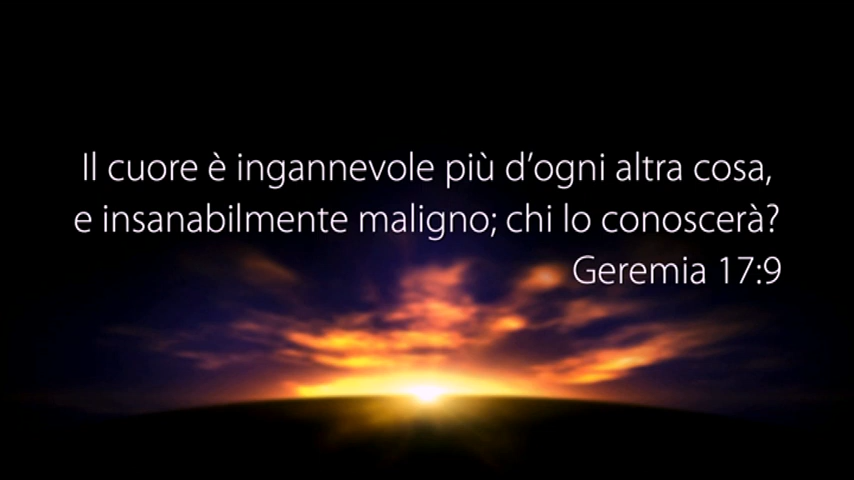 Il cuore è ingannevole più d’ogni altra cosa,
e insanabilmente maligno; chi lo conoscerà?
Geremia 17:9